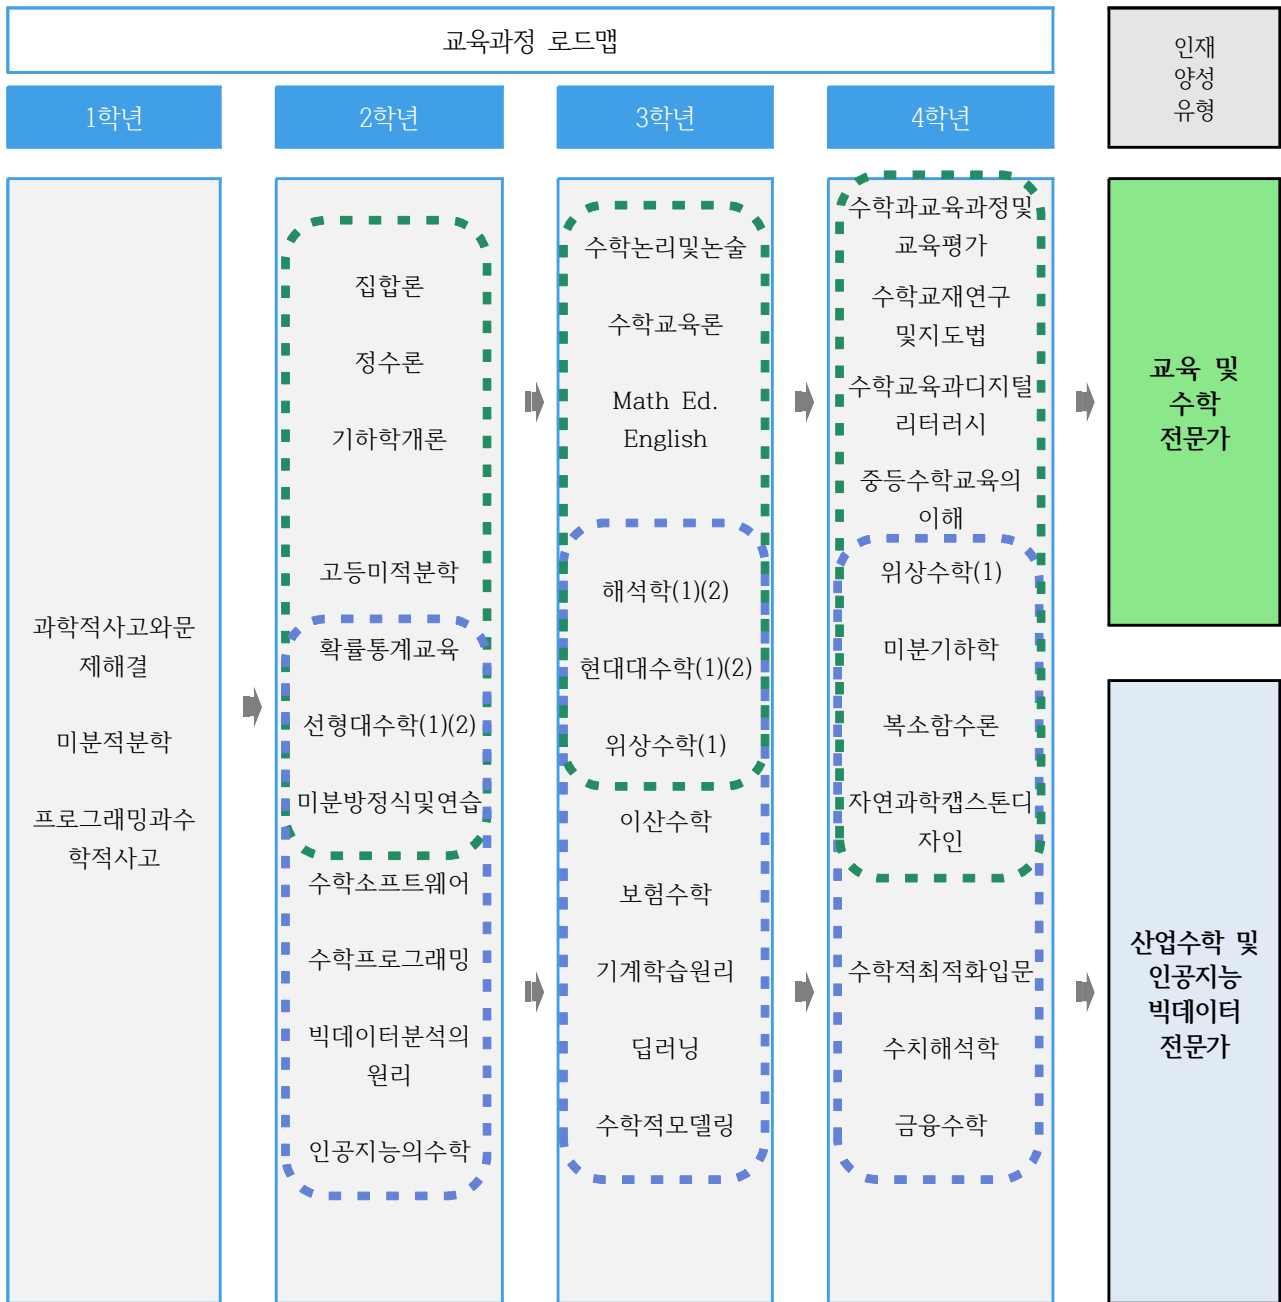 교육과정 로드맵
인재
양성
유형
1학년
2학년
3학년
4학년
과학적사고와문
제해결
미분적분학
프로그래밍과수
학적사고
집합론
정수론
기하학개론
고등미적분학
확률통계교육
선형대수학(1)(2)
미분방정식및연습
수학소프트웨어
수학프로그래밍
빅데이터분석의
원리
인공지능의수학
수학논리및논술
수학교육론
Math Ed.
English
해석학(1)(2)
현대대수학(1)(2)
위상수학(1)
이산수학
보험수학
기계학습원리
딥러닝
수학적모델링
수학과교육과정및
교육평가
수학교재연구
및지도법
수학교육과디지털
리터러시
중등수학교육의
이해
위상수학(1)
미분기하학
복소함수론
자연과학캡스톤디
자인
수학적최적화입문
수치해석학
금융수학
교육 및
수학
전문가
산업수학 및
인공지능
빅데이터
전문가